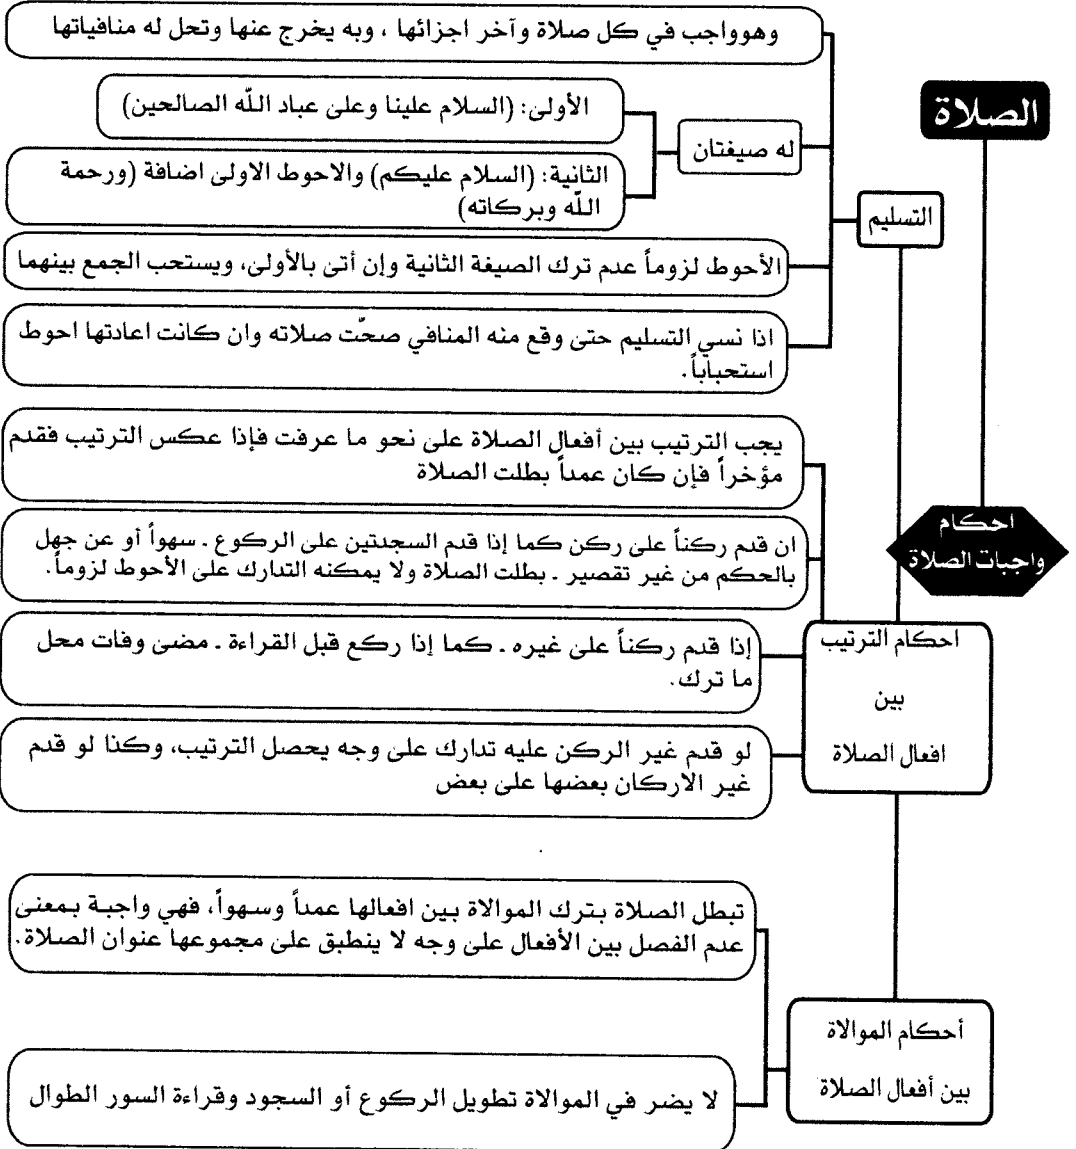 الصلاة
احكام
واجبات الصلاة
التسليم
وهوواجب في كل صلاة وآخر اجزائها ، وبه يخرج عنها وتحل له منافياتها
له صيغتان
الأولى: (السلام علينا وعلى عباد اللّه الصالحين)
الثانية: (السلام عليكم) والاحوط الاولى اضافة (ورحمة
اللّه وبركاته)
الأحوط لزوماً عدم ترك الصيغة الثانية وإن أتى بالأولى، ويستحب الجمع بينهما
اذا نسي التسليم حتى وقع منه المنافي صحّت صلاته وان كانت اعادتها احوط
استحباباً.
احكام الترتيب
بين
افعال الصلاة
يجب الترتيب بين أفعال الصلاة على نحو ما عرفت فإذا عكس الترتيب فقدم
مؤخراً فإن كان عمداً بطلت الصلاة
ان قدم ركناً على ركن كما إذا قدم السجدتين على الركوع ـ سهواً أو عن جهل
بالحكم من غير تقصير ـ بطلت الصلاة ولا يمكنه التدارك على الأحوط لزوماً.
إذا قدم ركناً على غيره ـ كما إذا ركع قبل القراءة ـ مضى وفات محل
ما ترك.
لو قدم غير الركن عليه تدارك على وجه يحصل الترتيب، وكذا لو قدم
غير الاركان بعضها على بعض
أحكام الموالاة
بين أفعال الصلاة
تبطل الصلاة بترك الموالاة بين افعالها عمداً وسهواً، فهي واجبة بمعنى
عدم الفصل بين الأفعال على وجه لا ينطبق على مجموعها عنوان الصلاة.
لا يضر في الموالاة تطويل الركوع أو السجود وقراءة السور الطوال